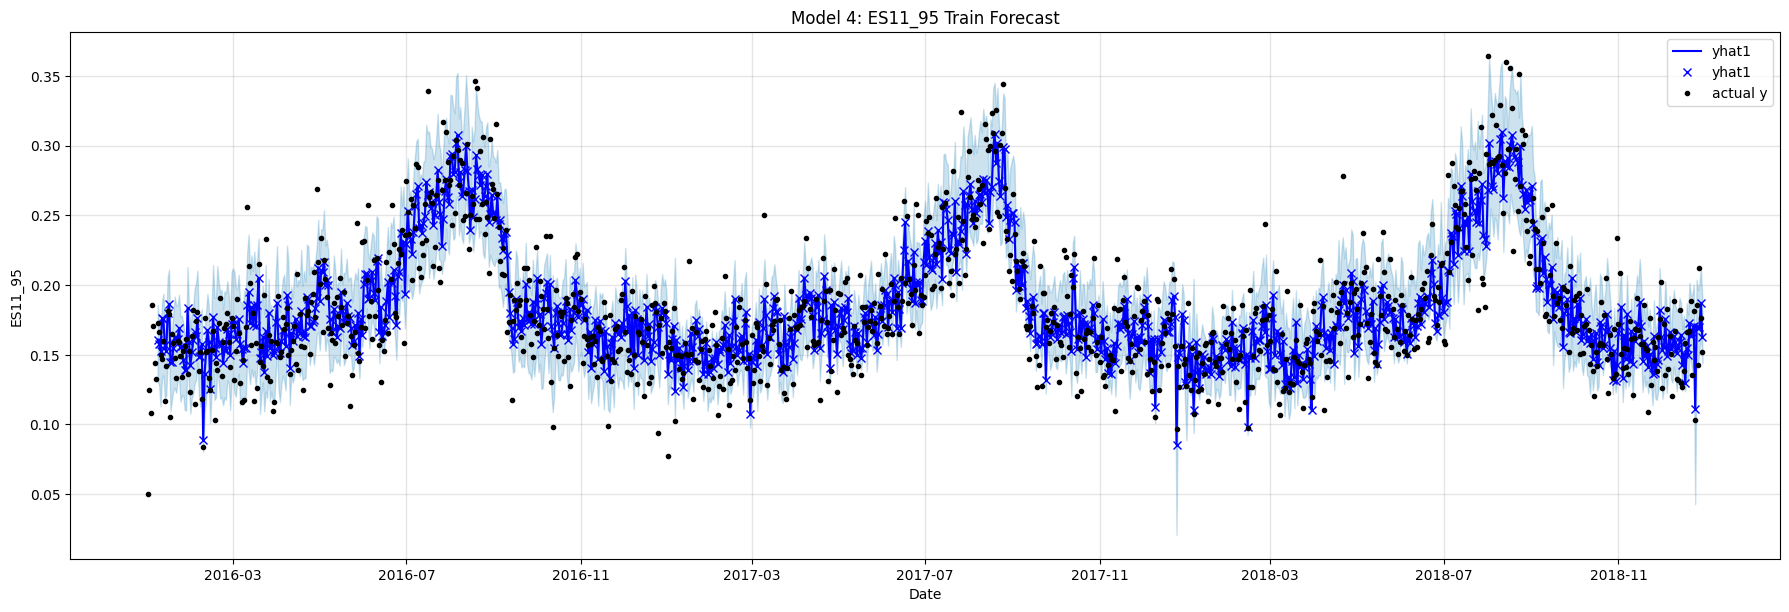 Model 4: ES11_95 Train Forecast
yhat1
yhat1
actual y
ES11_95
0.35
0.30
0.25
0.20
0.15
0.10
0.05
2016-03 2016-07 2016-11 2017-03 2017-07 2017-11 2018-03 2018-07 2018-11
Date